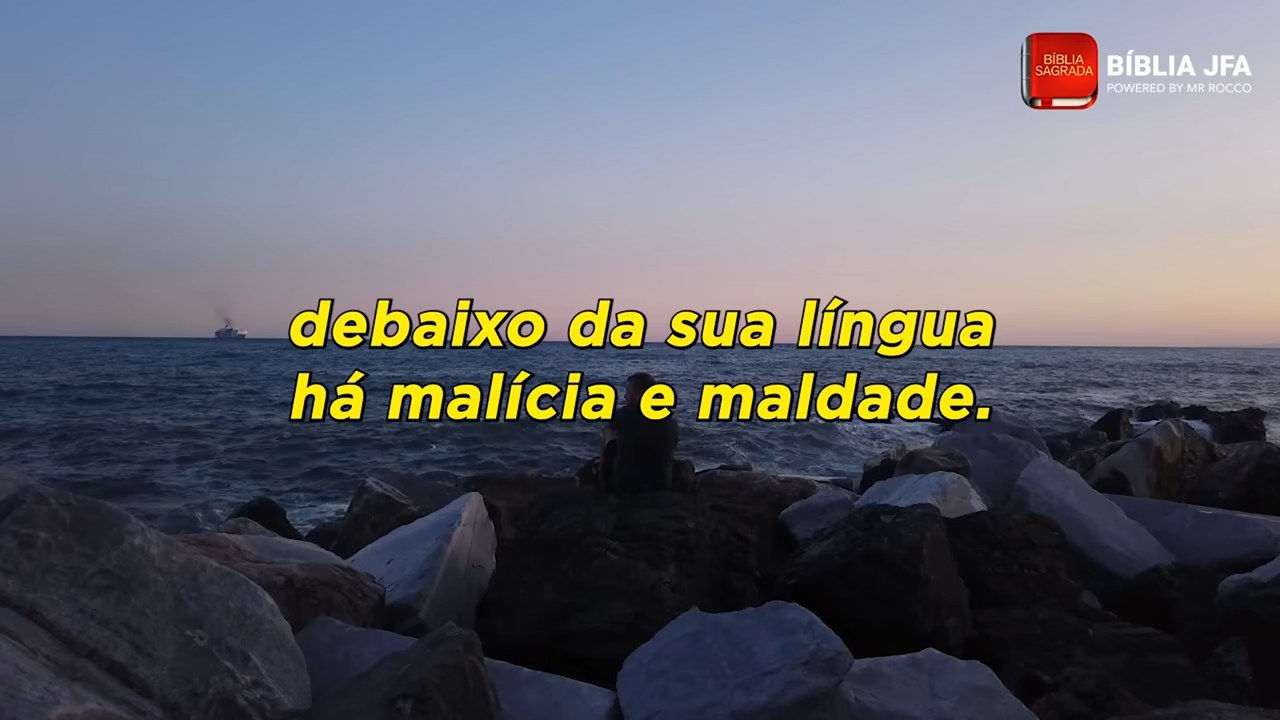 BÍBLIA
SAGRADA
BÍBLIA JFA
POWERED BY MR ROCCO
debaixo da sua língua
há malícia e maldade.